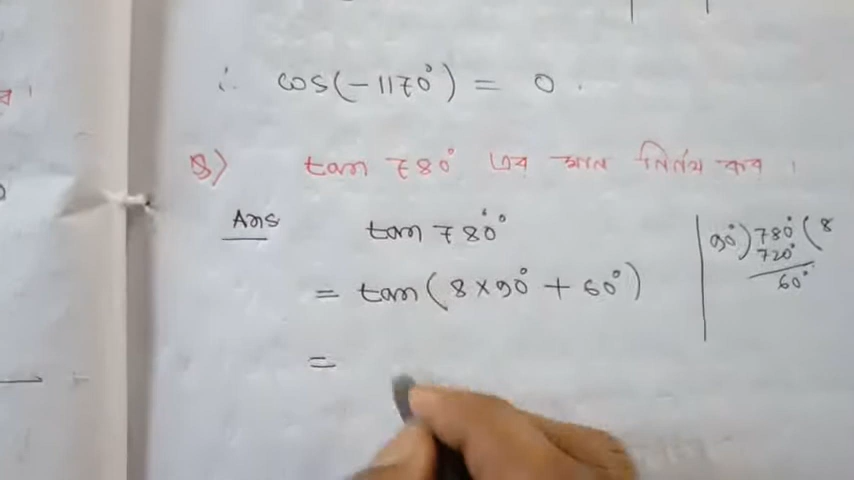 ∴ cos(-1170°) = 0.
8) tan 780° এর মান নির্ণয় কর।
Ans tan 780°
= tan(8×90° + 60°)
=
90°) 780° (8
720°
60°